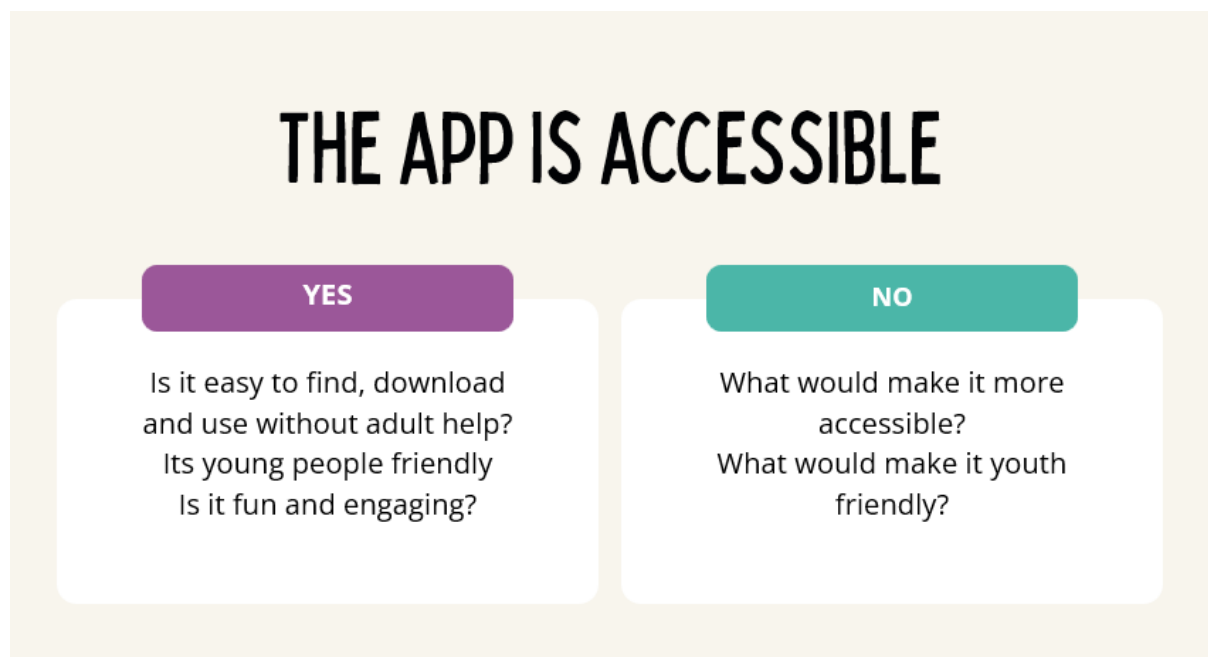 THE APP IS ACCESSIBLE
YES
Is it easy to find, download
and use without adult help?
Its young people friendly
Is it fun and engaging?
NO
What would make it more
accessible?
What would make it youth
friendly?